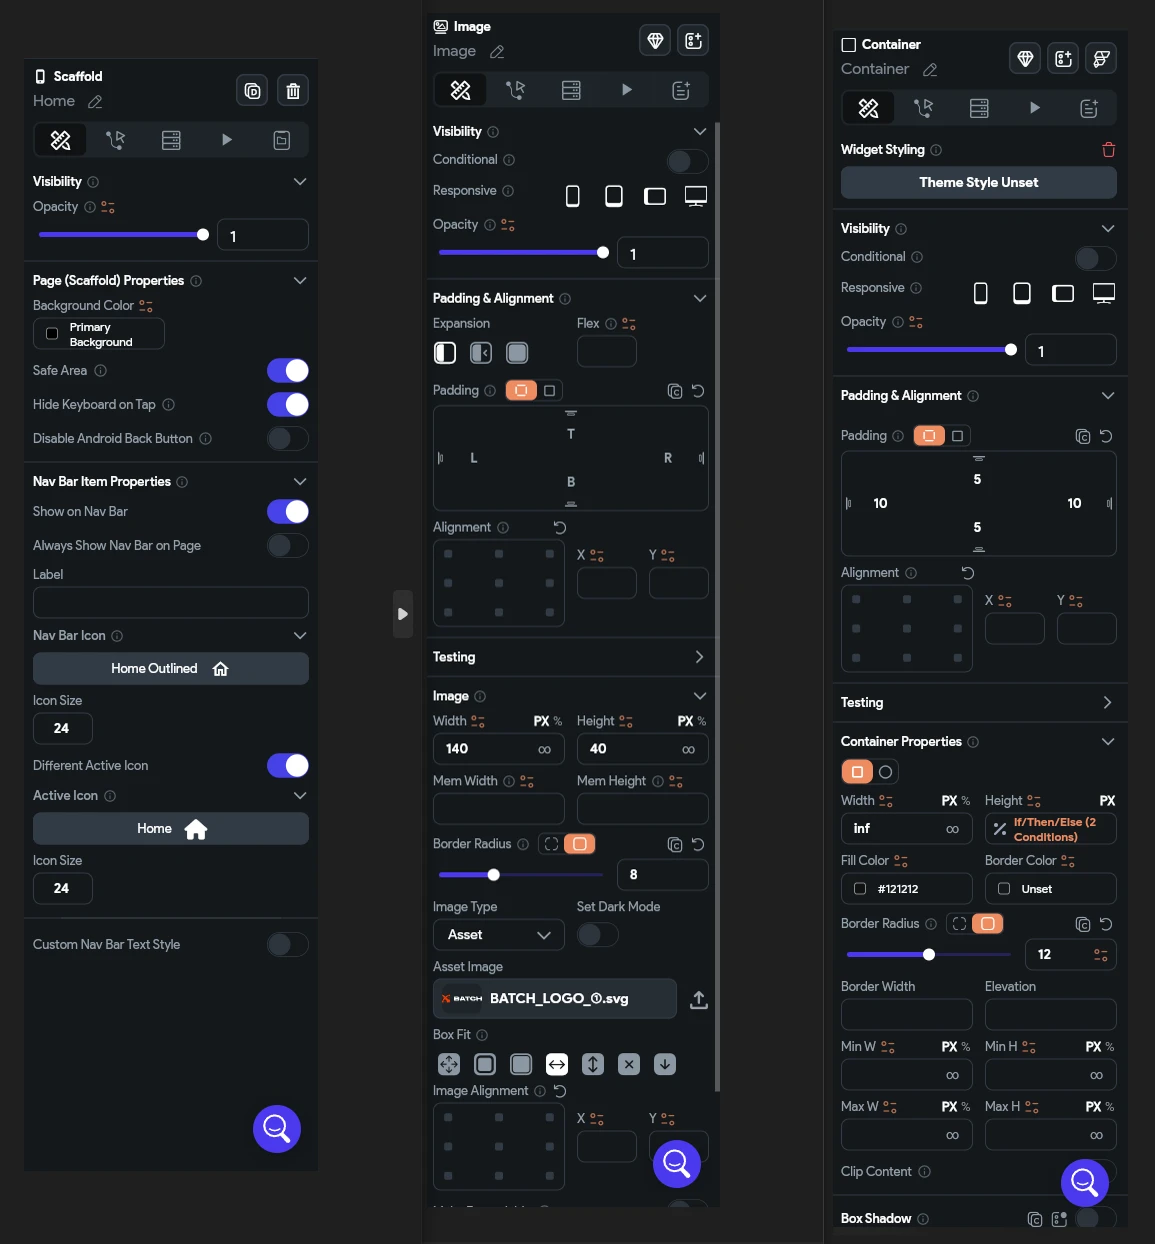 Scaffold
Home
Visibility
Opacity
1
Page (Scaffold) Properties
Background Color
Primary
Background
Safe Area
Hide Keyboard on Tap
Disable Android Back Button
Nav Bar Item Properties
Show on Nav Bar
Always Show Nav Bar on Page
Label
Nav Bar Icon
Home Outlined
Icon Size
24
Different Active Icon
Active Icon
Home
Icon Size
24
Custom Nav Bar Text Style
Image
Image
Visibility
Conditional
Responsive
Opacity
1
Padding & Alignment
Expansion Flex
Padding
T
L R
B
Alignment
X Y
Testing
Image
Width PX % Height PX %
140 ∞ 40 ∞
Mem Width Mem Height
Border Radius
8
Image Type Set Dark Mode
Asset
Asset Image
BATCH BATCH_LOGO_①.svg
Box Fit
Image Alignment
X Y
Container
Container
Widget Styling
Theme Style Unset
Visibility
Conditional
Responsive
Opacity
1
Padding & Alignment
Padding
5
10 10
5
Alignment
X Y
Testing
Container Properties
Width PX % Height PX
inf ∞ If/Then/Else (2
Conditions)
Fill Color Border Color
#121212 Unset
Border Radius
12
Border Width Elevation
Min W PX % Min H PX %
∞ ∞
Max W PX % Max H PX %
∞ ∞
Clip Content
Box Shadow